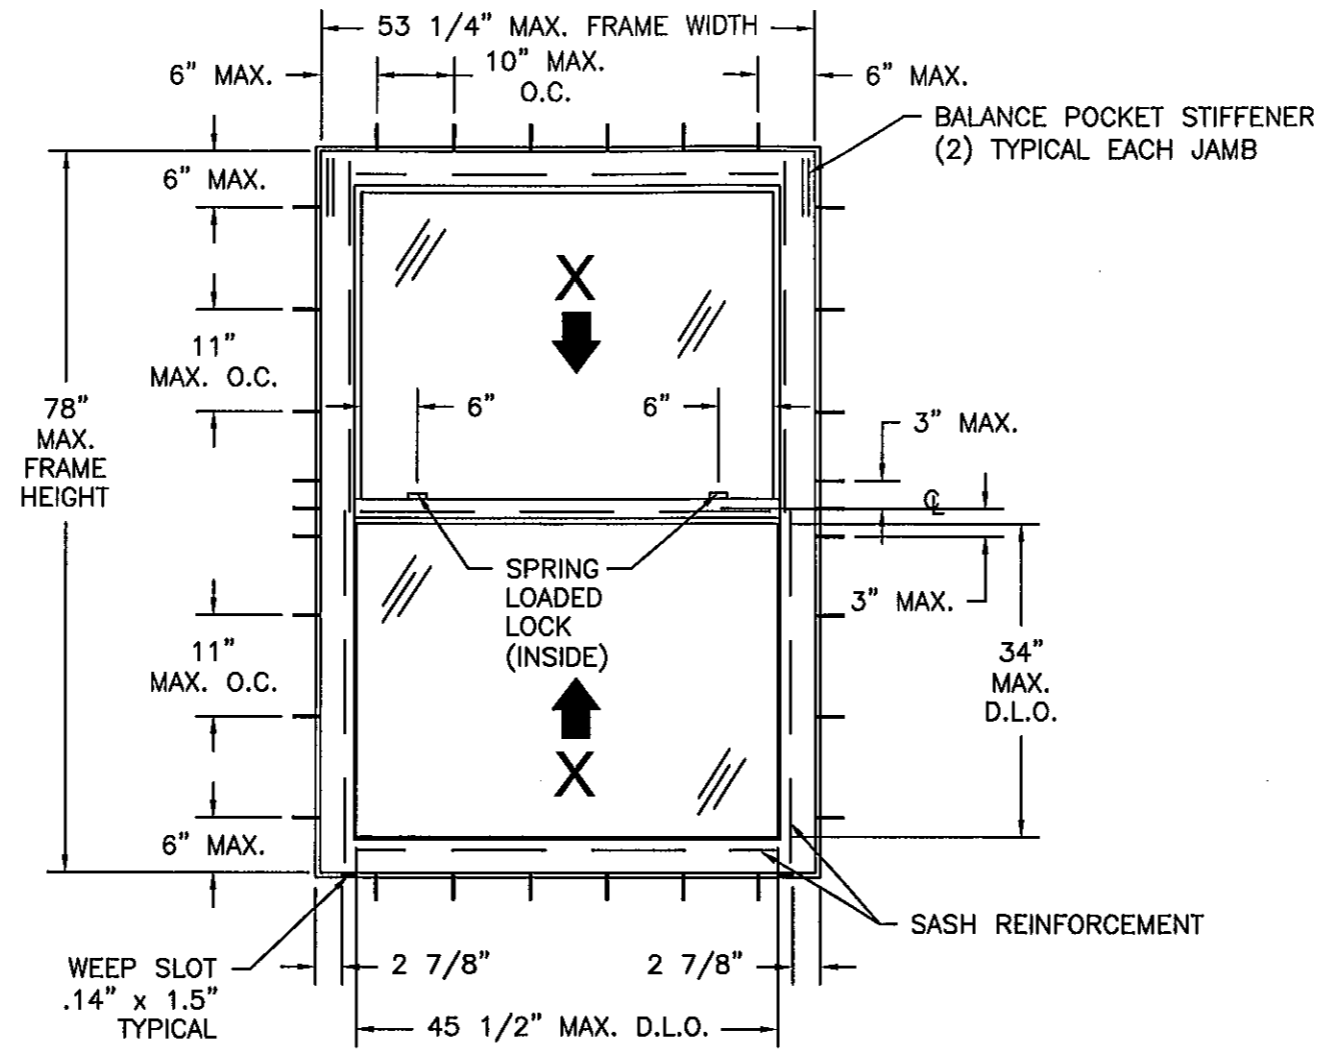 53 1/4" MAX. FRAME WIDTH
6" MAX.
10" MAX.
O.C.
6" MAX.
BALANCE POCKET STIFFENER
(2) TYPICAL EACH JAMB
6" MAX.
X
11"
MAX. O.C.
78"
MAX.
FRAME
HEIGHT
6"
6"
3" MAX.
CL
SPRING
LOADED
LOCK
(INSIDE)
3" MAX.
11"
MAX. O.C.
34"
MAX.
D.L.O.
X
6" MAX.
SASH REINFORCEMENT
WEEP SLOT
.14" x 1.5"
TYPICAL
2 7/8"
2 7/8"
45 1/2" MAX. D.L.O.